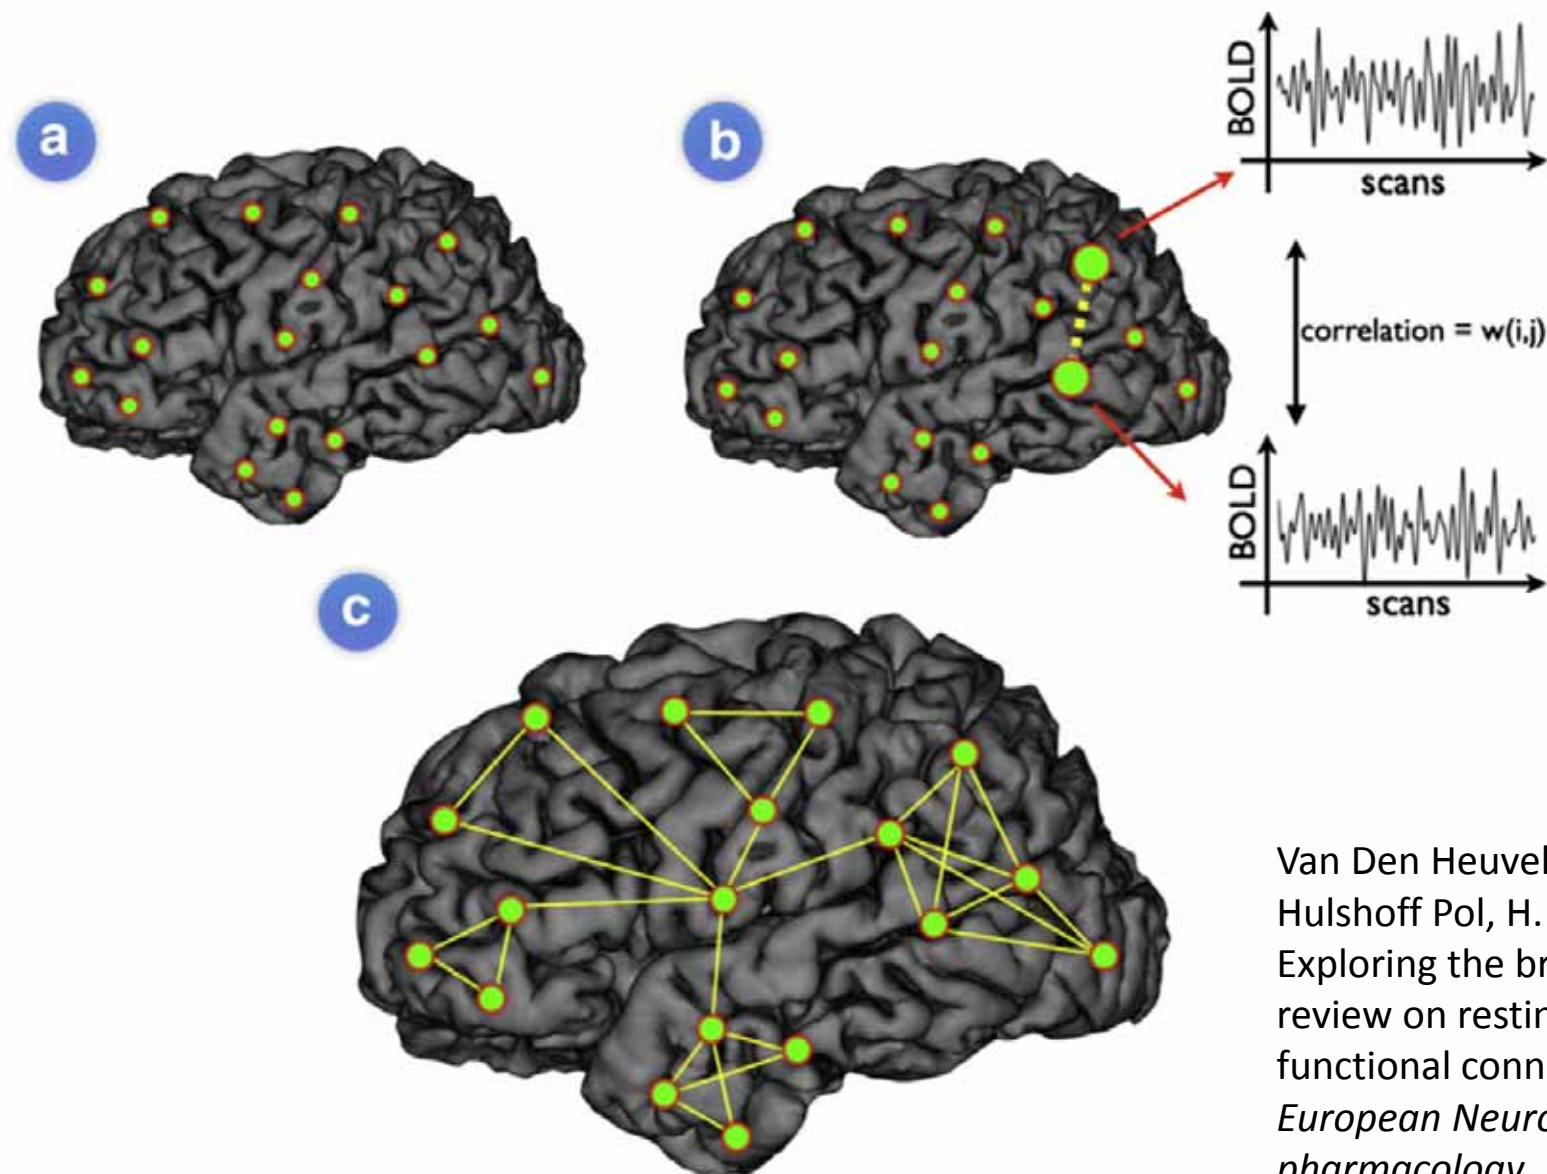 a
b
BOLD
scans
correlation = w(i,j)
BOLD
scans
c
Van Den Heuvel
Hulshoff Pol, H.
Exploring the br
review on restin
functional conn
European Neuro
pharmacology